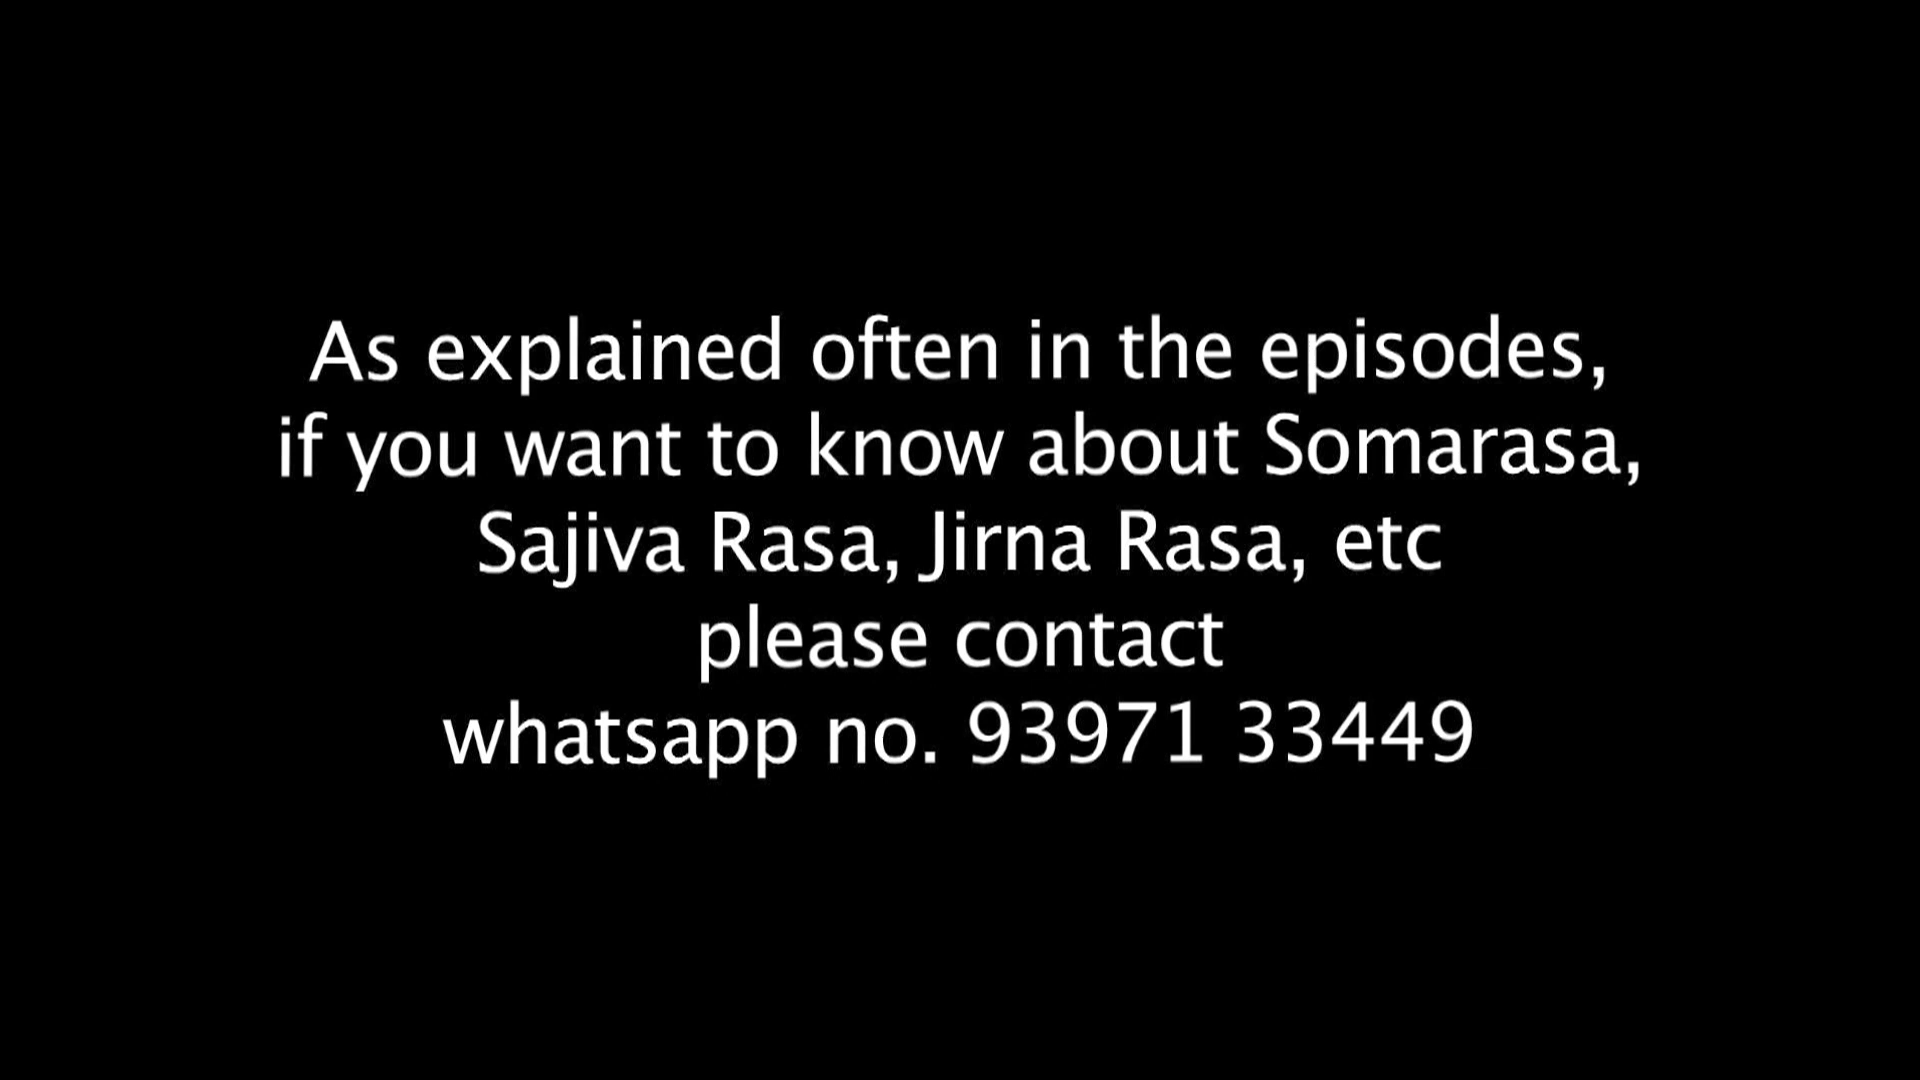 As explained often in the episodes,
if you want to know about Somarasa,
Sajiva Rasa, Jirna Rasa, etc
please contact
whatsapp no. 93971 33449